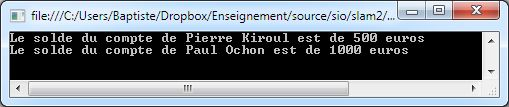 file:///C:/Users/Baptiste/Dropbox/Enseignement/source/sio/slam2/...
Le solde du compte de Pierre Kiroul est de 500 euros
Le solde du compte de Paul Ochon est de 1000 euros